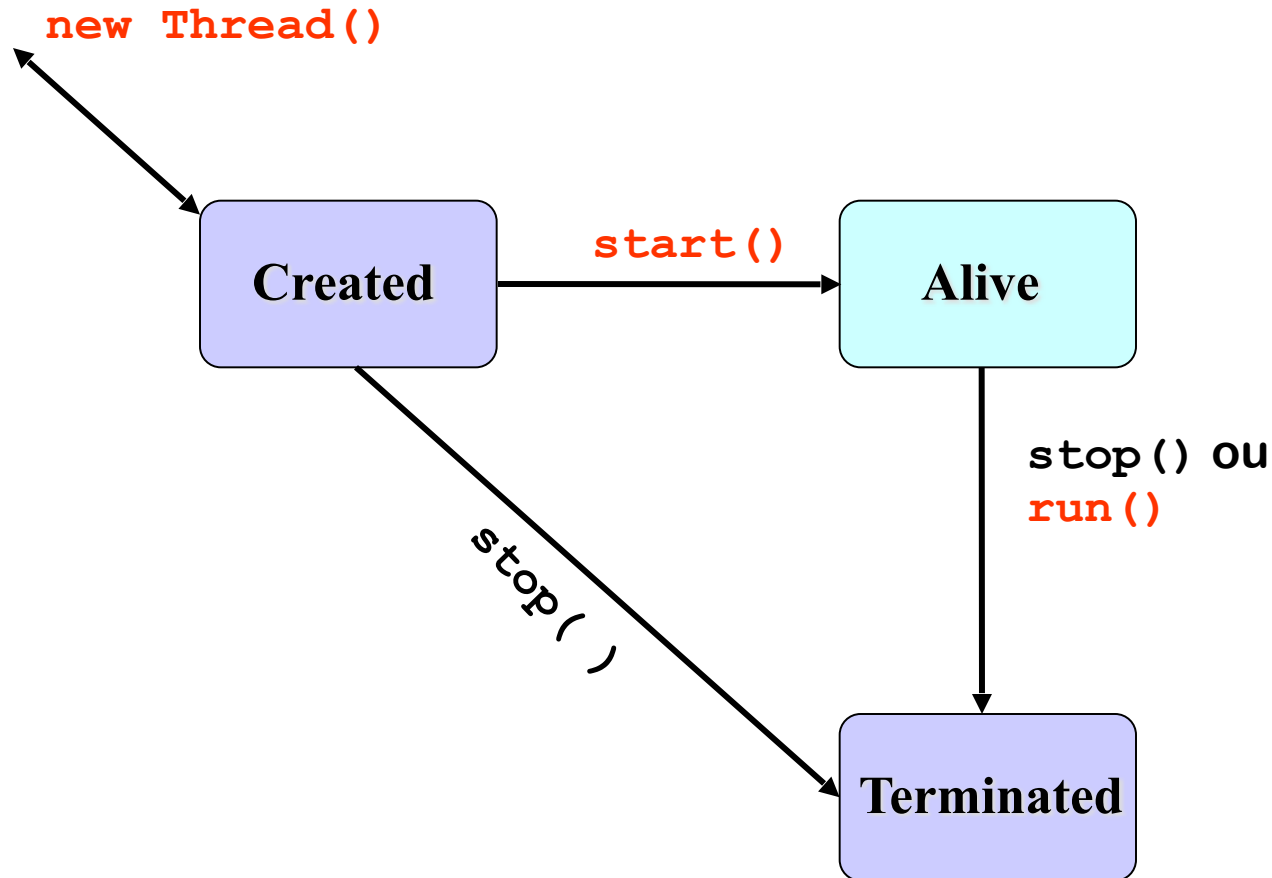 new Thread()
start()
Created
Alive
stop() ou
run()
stop( )
Terminated